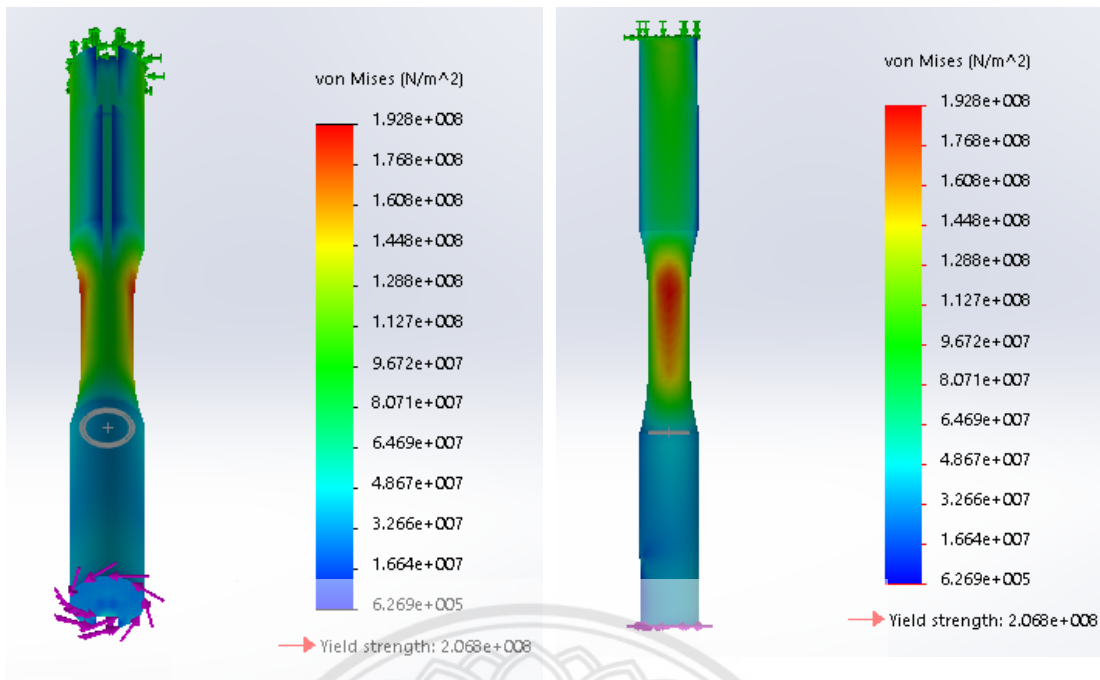 von Mises (N/m^2)
1.928e+008
1.768e+008
1.608e+008
1.448e+008
1.288e+008
1.127e+008
9.672e+007
8.071e+007
6.469e+007
4.867e+007
3.266e+007
1.664e+007
6.269e+005
Yield strength: 2.068e+008
von Mises (N/m^2)
1.928e+008
1.768e+008
1.608e+008
1.448e+008
1.288e+008
1.127e+008
9.672e+007
8.071e+007
6.469e+007
4.867e+007
3.266e+007
1.664e+007
6.269e+005
Yield strength: 2.068e+008